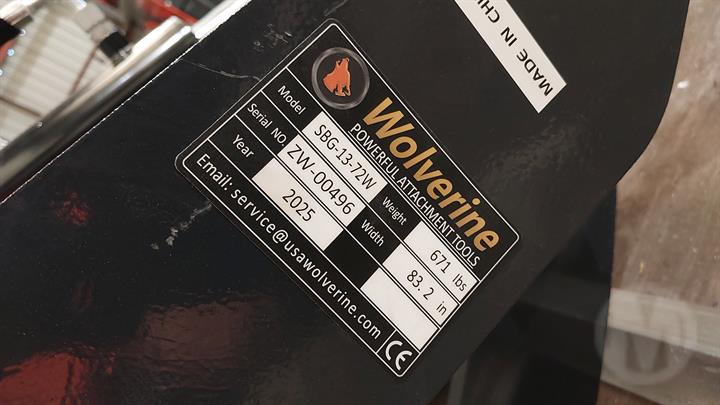 MADE IN CHI
Wolverine
POWERFUL ATTACHMENT TOOLS
Model SBG-13-72W Weight 671 lbs
Serial NO. ZW-00496 Width 83.2 in
Year 2025
Email: service@usawolverine.com CE
M